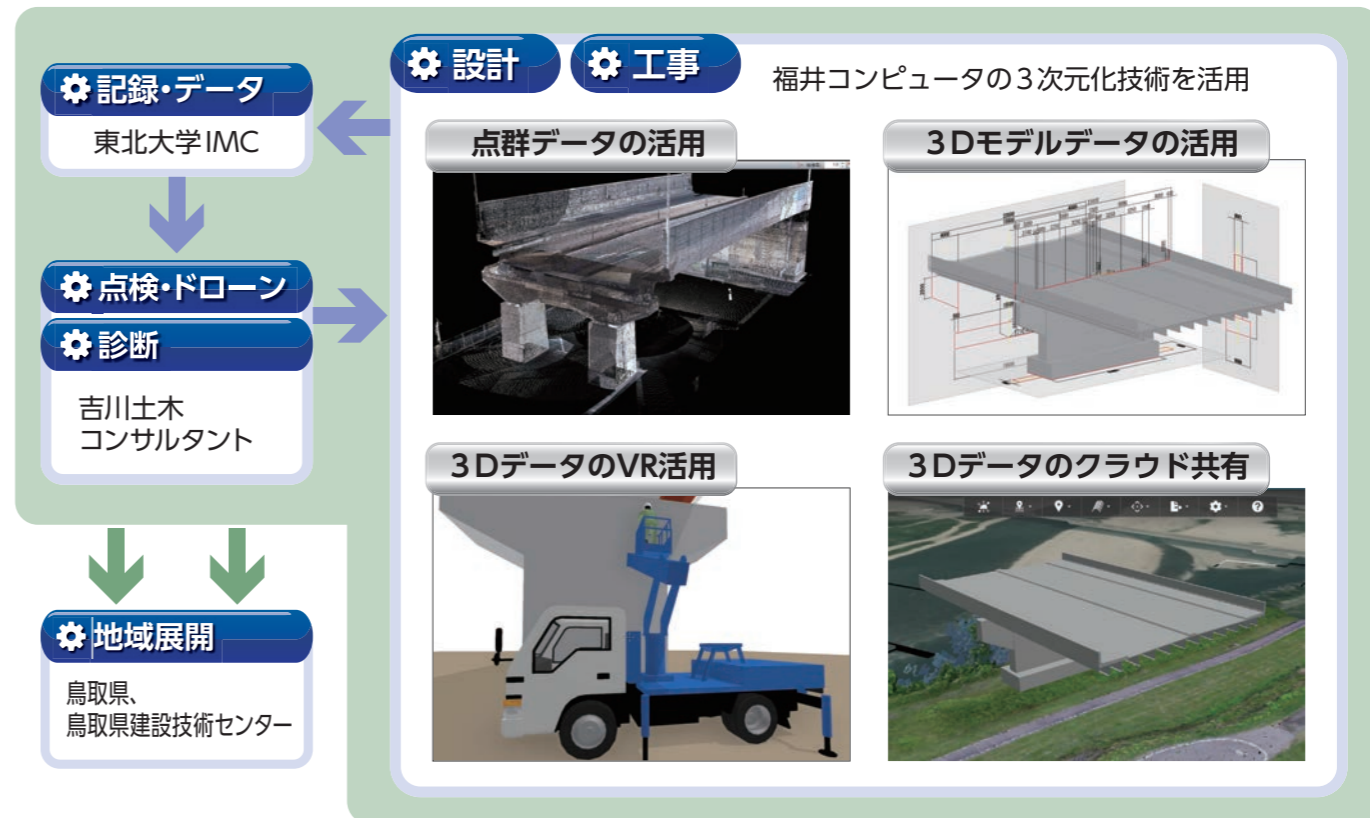 記録・データ
東北大学IMC
点検・ドローン
診断
吉川土木
コンサルタント
地域展開
鳥取県、
鳥取県建設技術センター
設計
工事
福井コンピュータの3次元化技術を活用
点群データの活用
3Dモデルデータの活用
3DデータのVR活用
3Dデータのクラウド共有